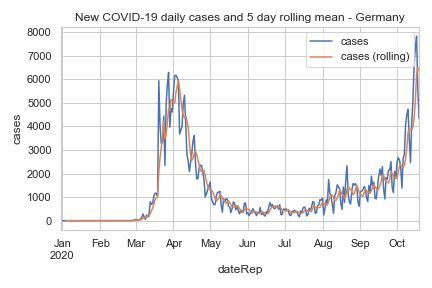 New COVID-19 daily cases and 5 day rolling mean - Germany
cases
cases (rolling)
8000
7000
6000
5000
4000
3000
2000
1000
0
cases
Jan Feb Mar Apr May Jun Jul Aug Sep Oct
2020
dateRep